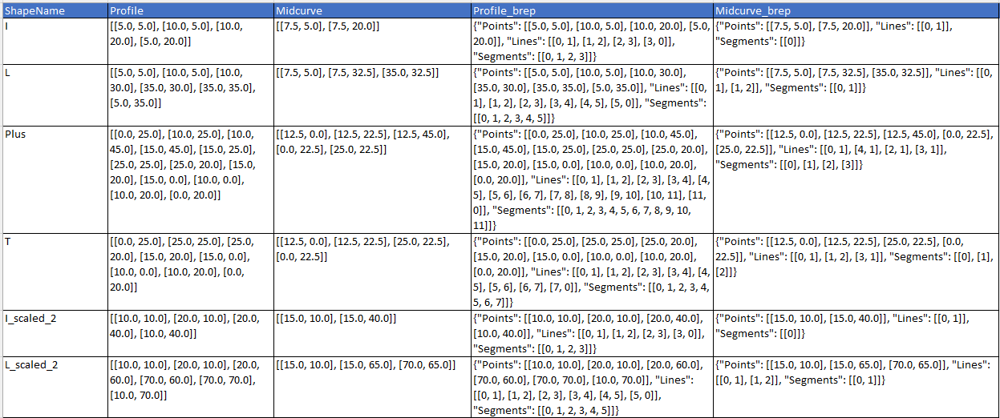 ShapeName Profile Midcurve Profile_brep Midcurve_brep
I
[[5.0, 5.0], [10.0, 5.0], [10.0,
20.0], [5.0, 20.0]]
[[7.5, 5.0], [7.5, 20.0]]
{"Points": [[5.0, 5.0], [10.0, 5.0], [10.0, 20.0], [5.0,
20.0]], "Lines": [[0, 1], [1, 2], [2, 3], [3, 0]],
"Segments": [[0, 1, 2, 3]]}
{"Points": [[7.5, 5.0], [7.5, 20.0]], "Lines": [[0, 1]],
"Segments": [[0]]}
L
[[5.0, 5.0], [10.0, 5.0], [10.0,
30.0], [35.0, 30.0], [35.0, 35.0],
[5.0, 35.0]]
[[7.5, 5.0], [7.5, 32.5], [35.0, 32.5]]
{"Points": [[5.0, 5.0], [10.0, 5.0], [10.0, 30.0],
[35.0, 30.0], [35.0, 35.0], [5.0, 35.0]], "Lines": [[0,
1], [1, 2], [2, 3], [3, 4], [4, 5], [5, 0]], "Segments":
[[0, 1, 2, 3, 4, 5]]}
{"Points": [[7.5, 5.0], [7.5, 32.5], [35.0, 32.5]], "Lines": [[0,
1], [1, 2]], "Segments": [[0, 1]]}
Plus
[[0.0, 25.0], [10.0, 25.0], [10.0,
45.0], [15.0, 45.0], [15.0, 25.0],
[25.0, 25.0], [25.0, 20.0], [15.0,
20.0], [15.0, 0.0], [10.0, 0.0],
[10.0, 20.0], [0.0, 20.0]]
[[12.5, 0.0], [12.5, 22.5], [12.5, 45.0],
[0.0, 22.5], [25.0, 22.5]]
{"Points": [[0.0, 25.0], [10.0, 25.0], [10.0, 45.0],
[15.0, 45.0], [15.0, 25.0], [25.0, 25.0], [25.0, 20.0],
[15.0, 20.0], [15.0, 0.0], [10.0, 0.0], [10.0, 20.0],
[0.0, 20.0]], "Lines": [[0, 1], [1, 2], [2, 3], [3, 4], [4,
5], [5, 6], [6, 7], [7, 8], [8, 9], [9, 10], [10, 11], [11,
0]], "Segments": [[0, 1, 2, 3, 4, 5, 6, 7, 8, 9, 10,
11]]}
{"Points": [[12.5, 0.0], [12.5, 22.5], [12.5, 45.0], [0.0, 22.5],
[25.0, 22.5]], "Lines": [[0, 1], [4, 1], [2, 1], [3, 1]],
"Segments": [[0], [1], [2], [3]]}
T
[[0.0, 25.0], [25.0, 25.0], [25.0,
20.0], [15.0, 20.0], [15.0, 0.0],
[10.0, 0.0], [10.0, 20.0], [0.0,
20.0]]
[[12.5, 0.0], [12.5, 22.5], [25.0, 22.5],
[0.0, 22.5]]
{"Points": [[0.0, 25.0], [25.0, 25.0], [25.0, 20.0],
[15.0, 20.0], [15.0, 0.0], [10.0, 0.0], [10.0, 20.0],
[0.0, 20.0]], "Lines": [[0, 1], [1, 2], [2, 3], [3, 4], [4,
5], [5, 6], [6, 7], [7, 0]], "Segments": [[0, 1, 2, 3, 4,
5, 6, 7]]}
{"Points": [[12.5, 0.0], [12.5, 22.5], [25.0, 22.5], [0.0,
22.5]], "Lines": [[0, 1], [1, 2], [3, 1]], "Segments": [[0], [1],
[2]]}
I_scaled_2
[[10.0, 10.0], [20.0, 10.0], [20.0,
40.0], [10.0, 40.0]]
[[15.0, 10.0], [15.0, 40.0]]
{"Points": [[10.0, 10.0], [20.0, 10.0], [20.0, 40.0],
[10.0, 40.0]], "Lines": [[0, 1], [1, 2], [2, 3], [3, 0]],
"Segments": [[0, 1, 2, 3]]}
{"Points": [[15.0, 10.0], [15.0, 40.0]], "Lines": [[0, 1]],
"Segments": [[0]]}
L_scaled_2
[[10.0, 10.0], [20.0, 10.0], [20.0,
60.0], [70.0, 60.0], [70.0, 70.0],
[10.0, 70.0]]
[[15.0, 10.0], [15.0, 65.0], [70.0, 65.0]]
{"Points": [[10.0, 10.0], [20.0, 10.0], [20.0, 60.0],
[70.0, 60.0], [70.0, 70.0], [10.0, 70.0]], "Lines":
[[0, 1], [1, 2], [2, 3], [3, 4], [4, 5], [5, 0]],
"Segments": [[0, 1, 2, 3, 4, 5]]}
{"Points": [[15.0, 10.0], [15.0, 65.0], [70.0, 65.0]], "Lines":
[[0, 1], [1, 2]], "Segments": [[0, 1]]}